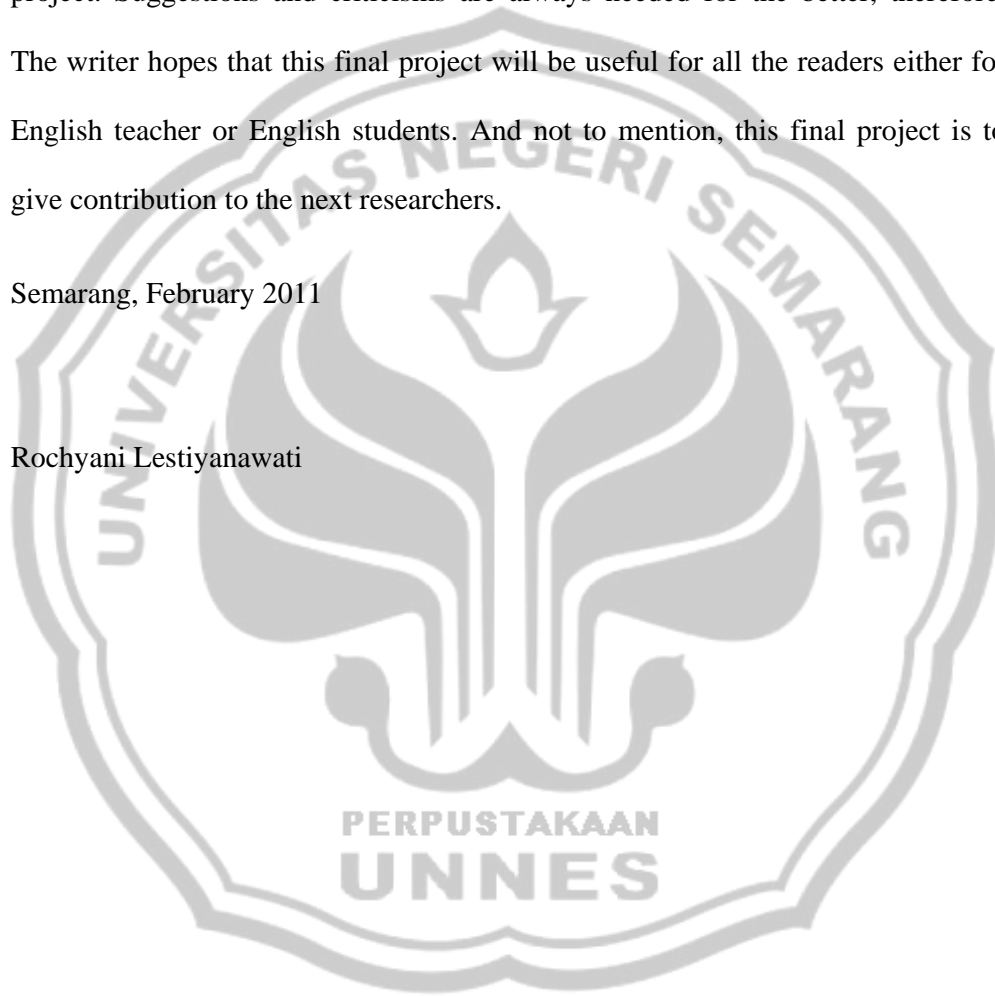 project. Suggestions and criticisms are always needed for the better, therefore
The writer hopes that this final project will be useful for all the readers either fo
English teacher or English students. And not to mention, this final project is to
give contribution to the next researchers.
Semarang, February 2011
Rochyani Lestiyanawati
UNIVERSITAS NEGERI SEMARANG
PERPUSTAKAAN
UNNES